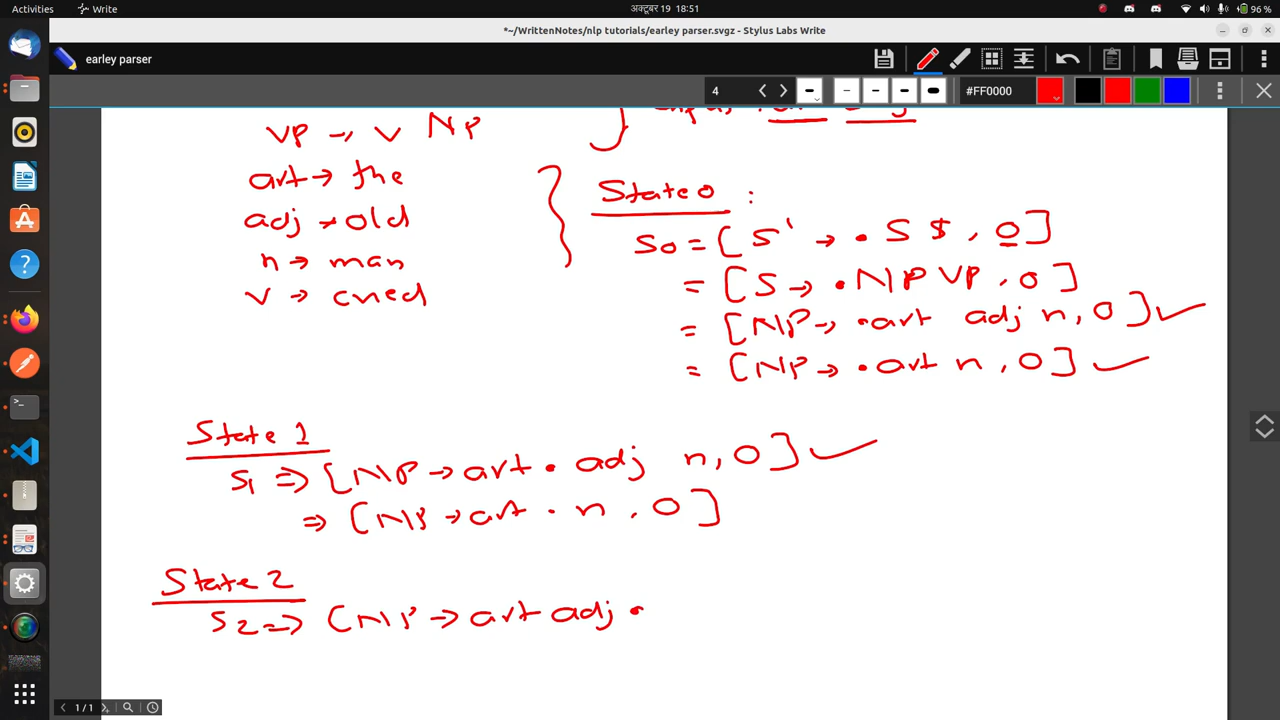 Activities
Write
अक्टूबर 19 18:51
96 %
*~/WrittenNotes/nlp tutorials/earley parser.svgz - Stylus Labs Write
earley parser
4
#FF0000
VP → V NP
art → the
adj → old
n → man
v → cried
State 0 :
S0 = [S' → • S $, 0]
= [S → • NP VP, 0]
= [NP → • art adj n, 0] ✓
= [NP → • art n, 0] ✓
State 1
S1 ⇒ [NP → art • adj n, 0] ✓
⇒ [NP → art • n, 0]
State 2
S2 ⇒ [NP → art adj •
1/1